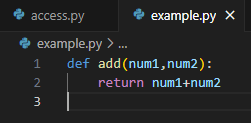 access.py example.py ×
example.py > ...
1 def add(num1,num2):
2 return num1+num2
3